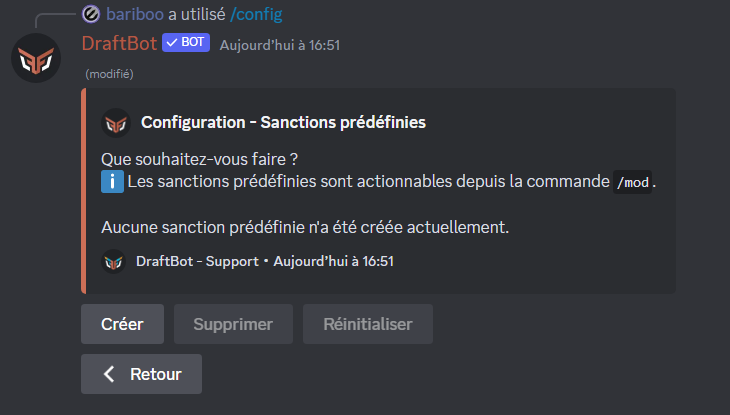 bariboo a utilisé /config
DraftBot BOT Aujourd’hui à 16:51
(modifié)
Configuration - Sanctions prédéfinies
Que souhaitez-vous faire ?
i Les sanctions prédéfinies sont actionnables depuis la commande /mod.
Aucune sanction prédéfinie n'a été créée actuellement.
DraftBot - Support • Aujourd’hui à 16:51
Créer Supprimer Réinitialiser
Retour